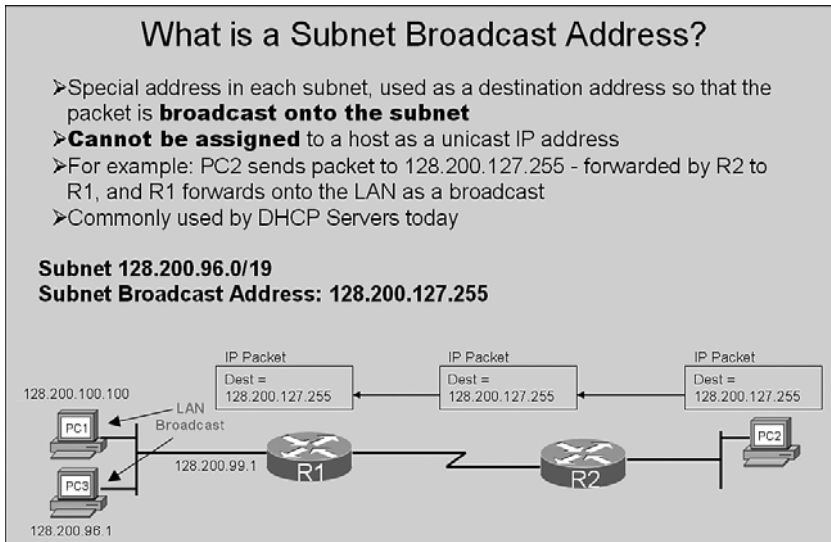 What is a Subnet Broadcast Address?
➢Special address in each subnet, used as a destination address so that the
packet is broadcast onto the subnet
➢Cannot be assigned to a host as a unicast IP address
➢For example: PC2 sends packet to 128.200.127.255 - forwarded by R2 to
R1, and R1 forwards onto the LAN as a broadcast
➢Commonly used by DHCP Servers today
Subnet 128.200.96.0/19
Subnet Broadcast Address: 128.200.127.255
IP Packet
Dest =
128.200.127.255
IP Packet
Dest =
128.200.127.255
IP Packet
Dest =
128.200.127.255
128.200.100.100
LAN
Broadcast
PC1
PC2
128.200.99.1
R1
R2
PC3
128.200.96.1